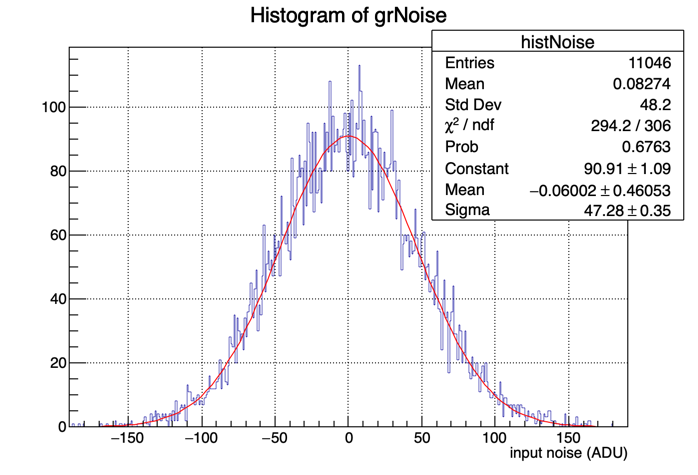 Histogram of grNoise
histNoise
Entries 11046
Mean 0.08274
Std Dev 48.2
χ² / ndf 294.2 / 306
Prob 0.6763
Constant 90.91 ± 1.09
Mean −0.06002 ± 0.46053
Sigma 47.28 ± 0.35
100
80
60
40
20
0
−150 −100 −50 0 50 100 150
input noise (ADU)